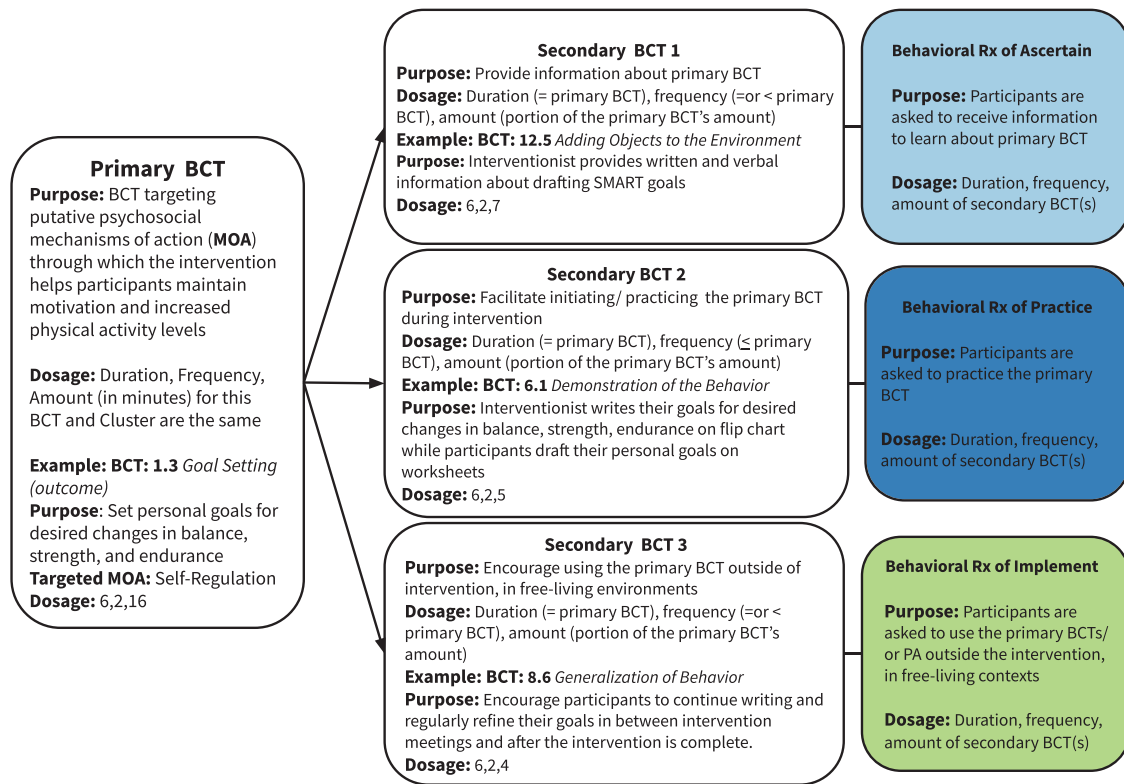 Primary BCT
Purpose: BCT targeting
putative psychosocial
mechanisms of action (MOA)
through which the intervention
helps participants maintain
motivation and increased
physical activity levels
Dosage: Duration, Frequency,
Amount (in minutes) for this
BCT and Cluster are the same
Example: BCT: 1.3 Goal Setting
(outcome)
Purpose: Set personal goals for
desired changes in balance,
strength, and endurance
Targeted MOA: Self-Regulation
Dosage: 6,2,16
Secondary BCT 1
Purpose: Provide information about primary BCT
Dosage: Duration (= primary BCT), frequency (=or < primary
BCT), amount (portion of the primary BCT's amount)
Example: BCT: 12.5 Adding Objects to the Environment
Purpose: Interventionist provides written and verbal
information about drafting SMART goals
Dosage: 6,2,7
Behavioral Rx of Ascertain
Purpose: Participants are
asked to receive information
to learn about primary BCT
Dosage: Duration, frequency,
amount of secondary BCT(s)
Secondary BCT 2
Purpose: Facilitate initiating/ practicing the primary BCT
during intervention
Dosage: Duration (= primary BCT), frequency (≤ primary
BCT), amount (portion of the primary BCT's amount)
Example: BCT: 6.1 Demonstration of the Behavior
Purpose: Interventionist writes their goals for desired
changes in balance, strength, endurance on flip chart
while participants draft their personal goals on
worksheets
Dosage: 6,2,5
Behavioral Rx of Practice
Purpose: Participants are
asked to practice the primary
BCT
Dosage: Duration, frequency,
amount of secondary BCT(s)
Secondary BCT 3
Purpose: Encourage using the primary BCT outside of
intervention, in free-living environments
Dosage: Duration (= primary BCT), frequency (=or <
primary BCT), amount (portion of the primary BCT's
amount)
Example: BCT: 8.6 Generalization of Behavior
Purpose: Encourage participants to continue writing and
regularly refine their goals in between intervention
meetings and after the intervention is complete.
Dosage: 6,2,4
Behavioral Rx of Implement
Purpose: Participants are
asked to use the primary BCTs/
or PA outside the intervention,
in free-living contexts
Dosage: Duration, frequency,
amount of secondary BCT(s)